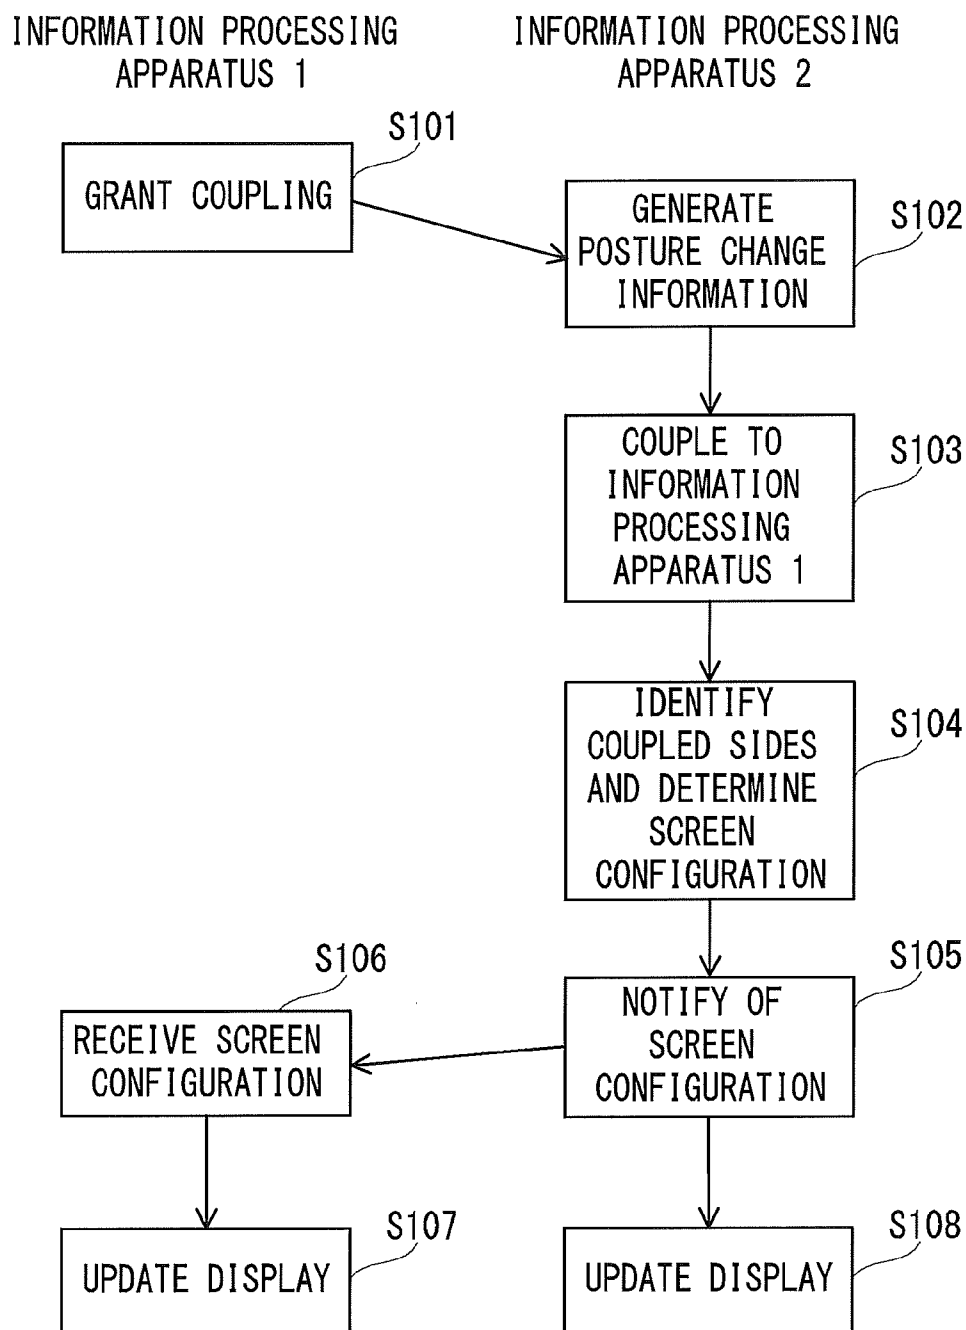 INFORMATION PROCESSING
APPARATUS 1
INFORMATION PROCESSING
APPARATUS 2
S101
GRANT COUPLING
S102
GENERATE
POSTURE CHANGE
INFORMATION
S103
COUPLE TO
INFORMATION
PROCESSING
APPARATUS 1
S104
IDENTIFY
COUPLED SIDES
AND DETERMINE
SCREEN
CONFIGURATION
S105
NOTIFY OF
SCREEN
CONFIGURATION
S106
RECEIVE SCREEN
CONFIGURATION
S107
UPDATE DISPLAY
S108
UPDATE DISPLAY